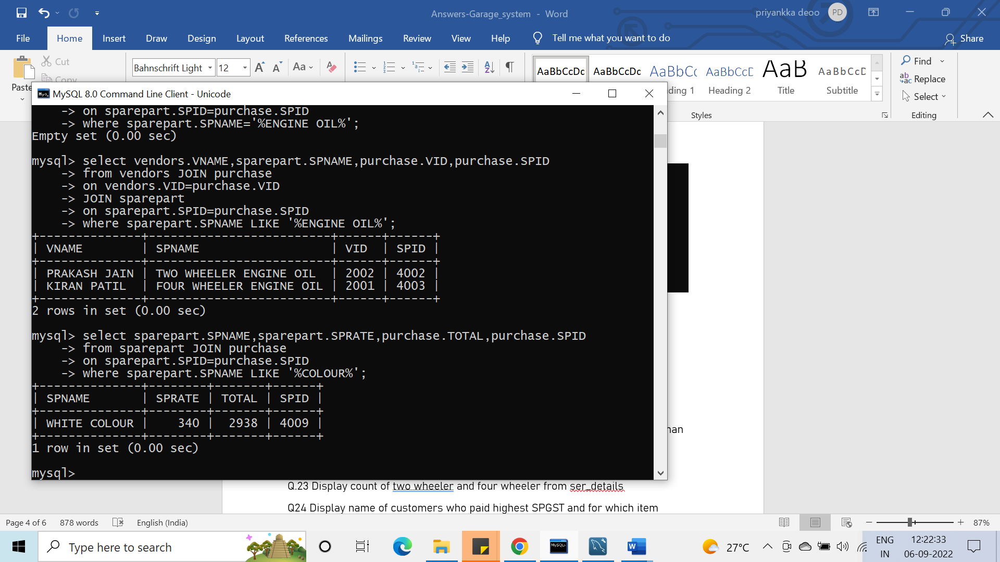 Answers-Garage_system - Word
priyankka deoo
PD
File Home Insert Draw Design Layout References Mailings Review View Help Tell me what you want to do Share
Paste
Cut
Copy
Bahnschrift Light 12
AaBbCcDc AaBbCcDc AaBbCc AaBbCcD AaB AaBbCcD
ding 1 Heading 2 Title Subtitle
Styles
Find
Replace
Select
Editing
MySQL 8.0 Command Line Client - Unicode
-> on sparepart.SPID=purchase.SPID
-> where sparepart.SPNAME='%ENGINE OIL%';
Empty set (0.00 sec)
mysql> select vendors.VNAME,sparepart.SPNAME,purchase.VID,purchase.SPID
-> from vendors JOIN purchase
-> on vendors.VID=purchase.VID
-> JOIN sparepart
-> on sparepart.SPID=purchase.SPID
-> where sparepart.SPNAME LIKE '%ENGINE OIL%';
+--------------+-------------------------+------+------+
| VNAME | SPNAME | VID | SPID |
+--------------+-------------------------+------+------+
| PRAKASH JAIN | TWO WHEELER ENGINE OIL | 2002 | 4002 |
| KIRAN PATIL | FOUR WHEELER ENGINE OIL | 2001 | 4003 |
+--------------+-------------------------+------+------+
2 rows in set (0.00 sec)
mysql> select sparepart.SPNAME,sparepart.SPRATE,purchase.TOTAL,purchase.SPID
-> from sparepart JOIN purchase
-> on sparepart.SPID=purchase.SPID
-> where sparepart.SPNAME LIKE '%COLOUR%';
+--------------+--------+-------+------+
| SPNAME | SPRATE | TOTAL | SPID |
+--------------+--------+-------+------+
| WHITE COLOUR | 340 | 2938 | 4009 |
+--------------+--------+-------+------+
1 row in set (0.00 sec)
mysql>
han
Q.23 Display count of two wheeler and four wheeler from ser_details
Q24 Display name of customers who paid highest SPGST and for which item
Page 4 of 6 878 words English (India) 87%
Type here to search
27°C
ENG
IN
12:22:33
06-09-2022